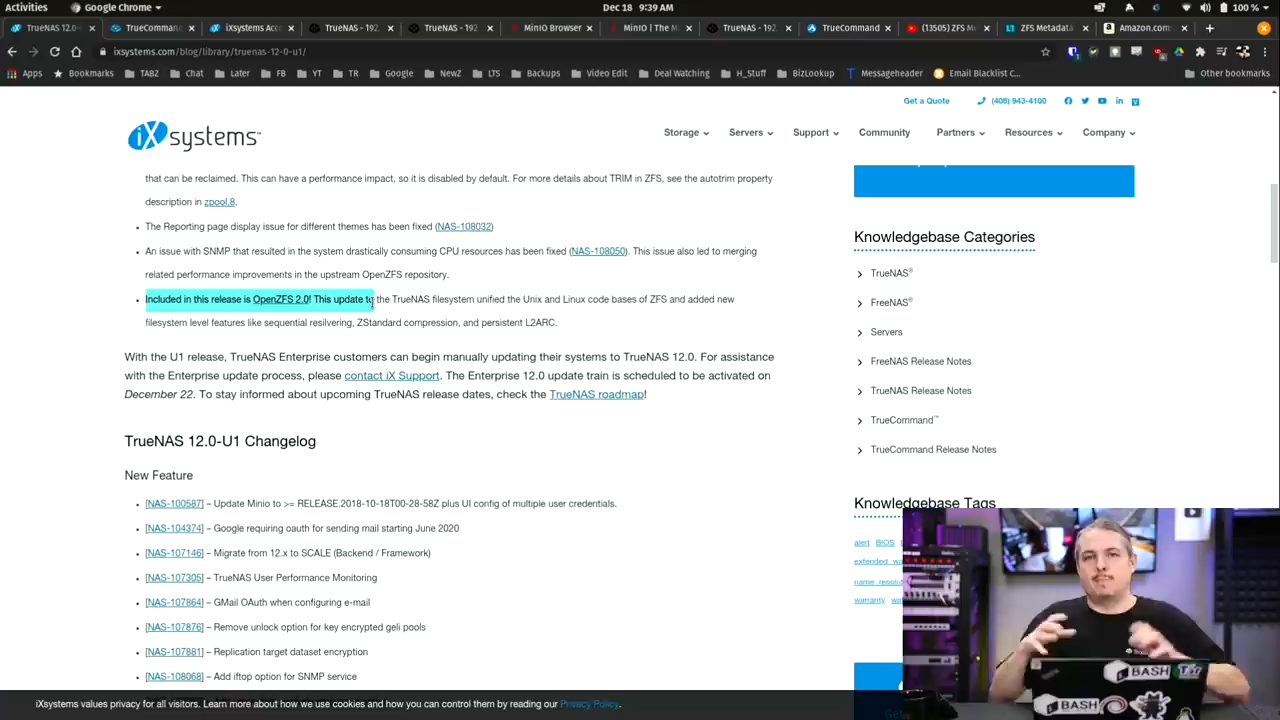 Activities
Google Chrome
Dec 18 9:39 AM
100 %
TrueNAS 12.0-
TrueComman
iXsystems Acco
TrueNAS - 192.
TrueNAS - 192.
MinIO Browser
MinIO | The M
TrueNAS - 192.
TrueCommand
(13505) ZFS M
ZFS Metadata
Amazon.com:
ixsystems.com/blog/library/truenas-12-0-u1/
Apps
Bookmarks
TABZ
Chat
Later
FB
YT
TR
Google
NewZ
LTS
Backups
Video Edit
Deal Watching
H_Stuff
BizLookup
Messageheader
Email Blacklist C...
Other bookmarks
Get a Quote
(408) 943-4100
iXsystems
Storage
Servers
Support
Community
Partners
Resources
Company
that can be reclaimed. This can have a performance impact, so it is disabled by default. For more details about TRIM in ZFS, see the autotrim property
description in zpool.8.
The Reporting page display issue for different themes has been fixed (NAS-108032)
An issue with SNMP that resulted in the system drastically consuming CPU resources has been fixed (NAS-108050). This issue also led to merging
related performance improvements in the upstream OpenZFS repository.
Included in this release is OpenZFS 2.0! This update to the TrueNAS filesystem unified the Unix and Linux code bases of ZFS and added new
filesystem level features like sequential resilvering, ZStandard compression, and persistent L2ARC.
With the U1 release, TrueNAS Enterprise customers can begin manually updating their systems to TrueNAS 12.0. For assistance
with the Enterprise update process, please contact iX Support. The Enterprise 12.0 update train is scheduled to be activated on
December 22. To stay informed about upcoming TrueNAS release dates, check the TrueNAS roadmap!
TrueNAS 12.0-U1 Changelog
New Feature
[NAS-100587] – Update Minio to >= RELEASE.2018-10-18T00-28-58Z plus UI config of multiple user credentials.
[NAS-104374] – Google requiring oauth for sending mail starting June 2020
[NAS-107146] – Migrate from 12.x to SCALE (Backend / Framework)
[NAS-107305] – TrueNAS User Performance Monitoring
[NAS-107864] – GMail OAuth when configuring e-mail
[NAS-107876] – Remove unlock option for key encrypted geli pools
[NAS-107881] – Replication target dataset encryption
[NAS-108068] – Add iftop option for SNMP service
Knowledgebase Categories
TrueNAS®
FreeNAS®
Servers
FreeNAS Release Notes
TrueNAS Release Notes
TrueCommand™
TrueCommand Release Notes
Knowledgebase Tags
alert BIOS
extended wa
name resolu
warranty
BASH
BASH
Get
iXsystems values privacy for all visitors. Learn more about how we use cookies and how you can control them by reading our Privacy Policy.